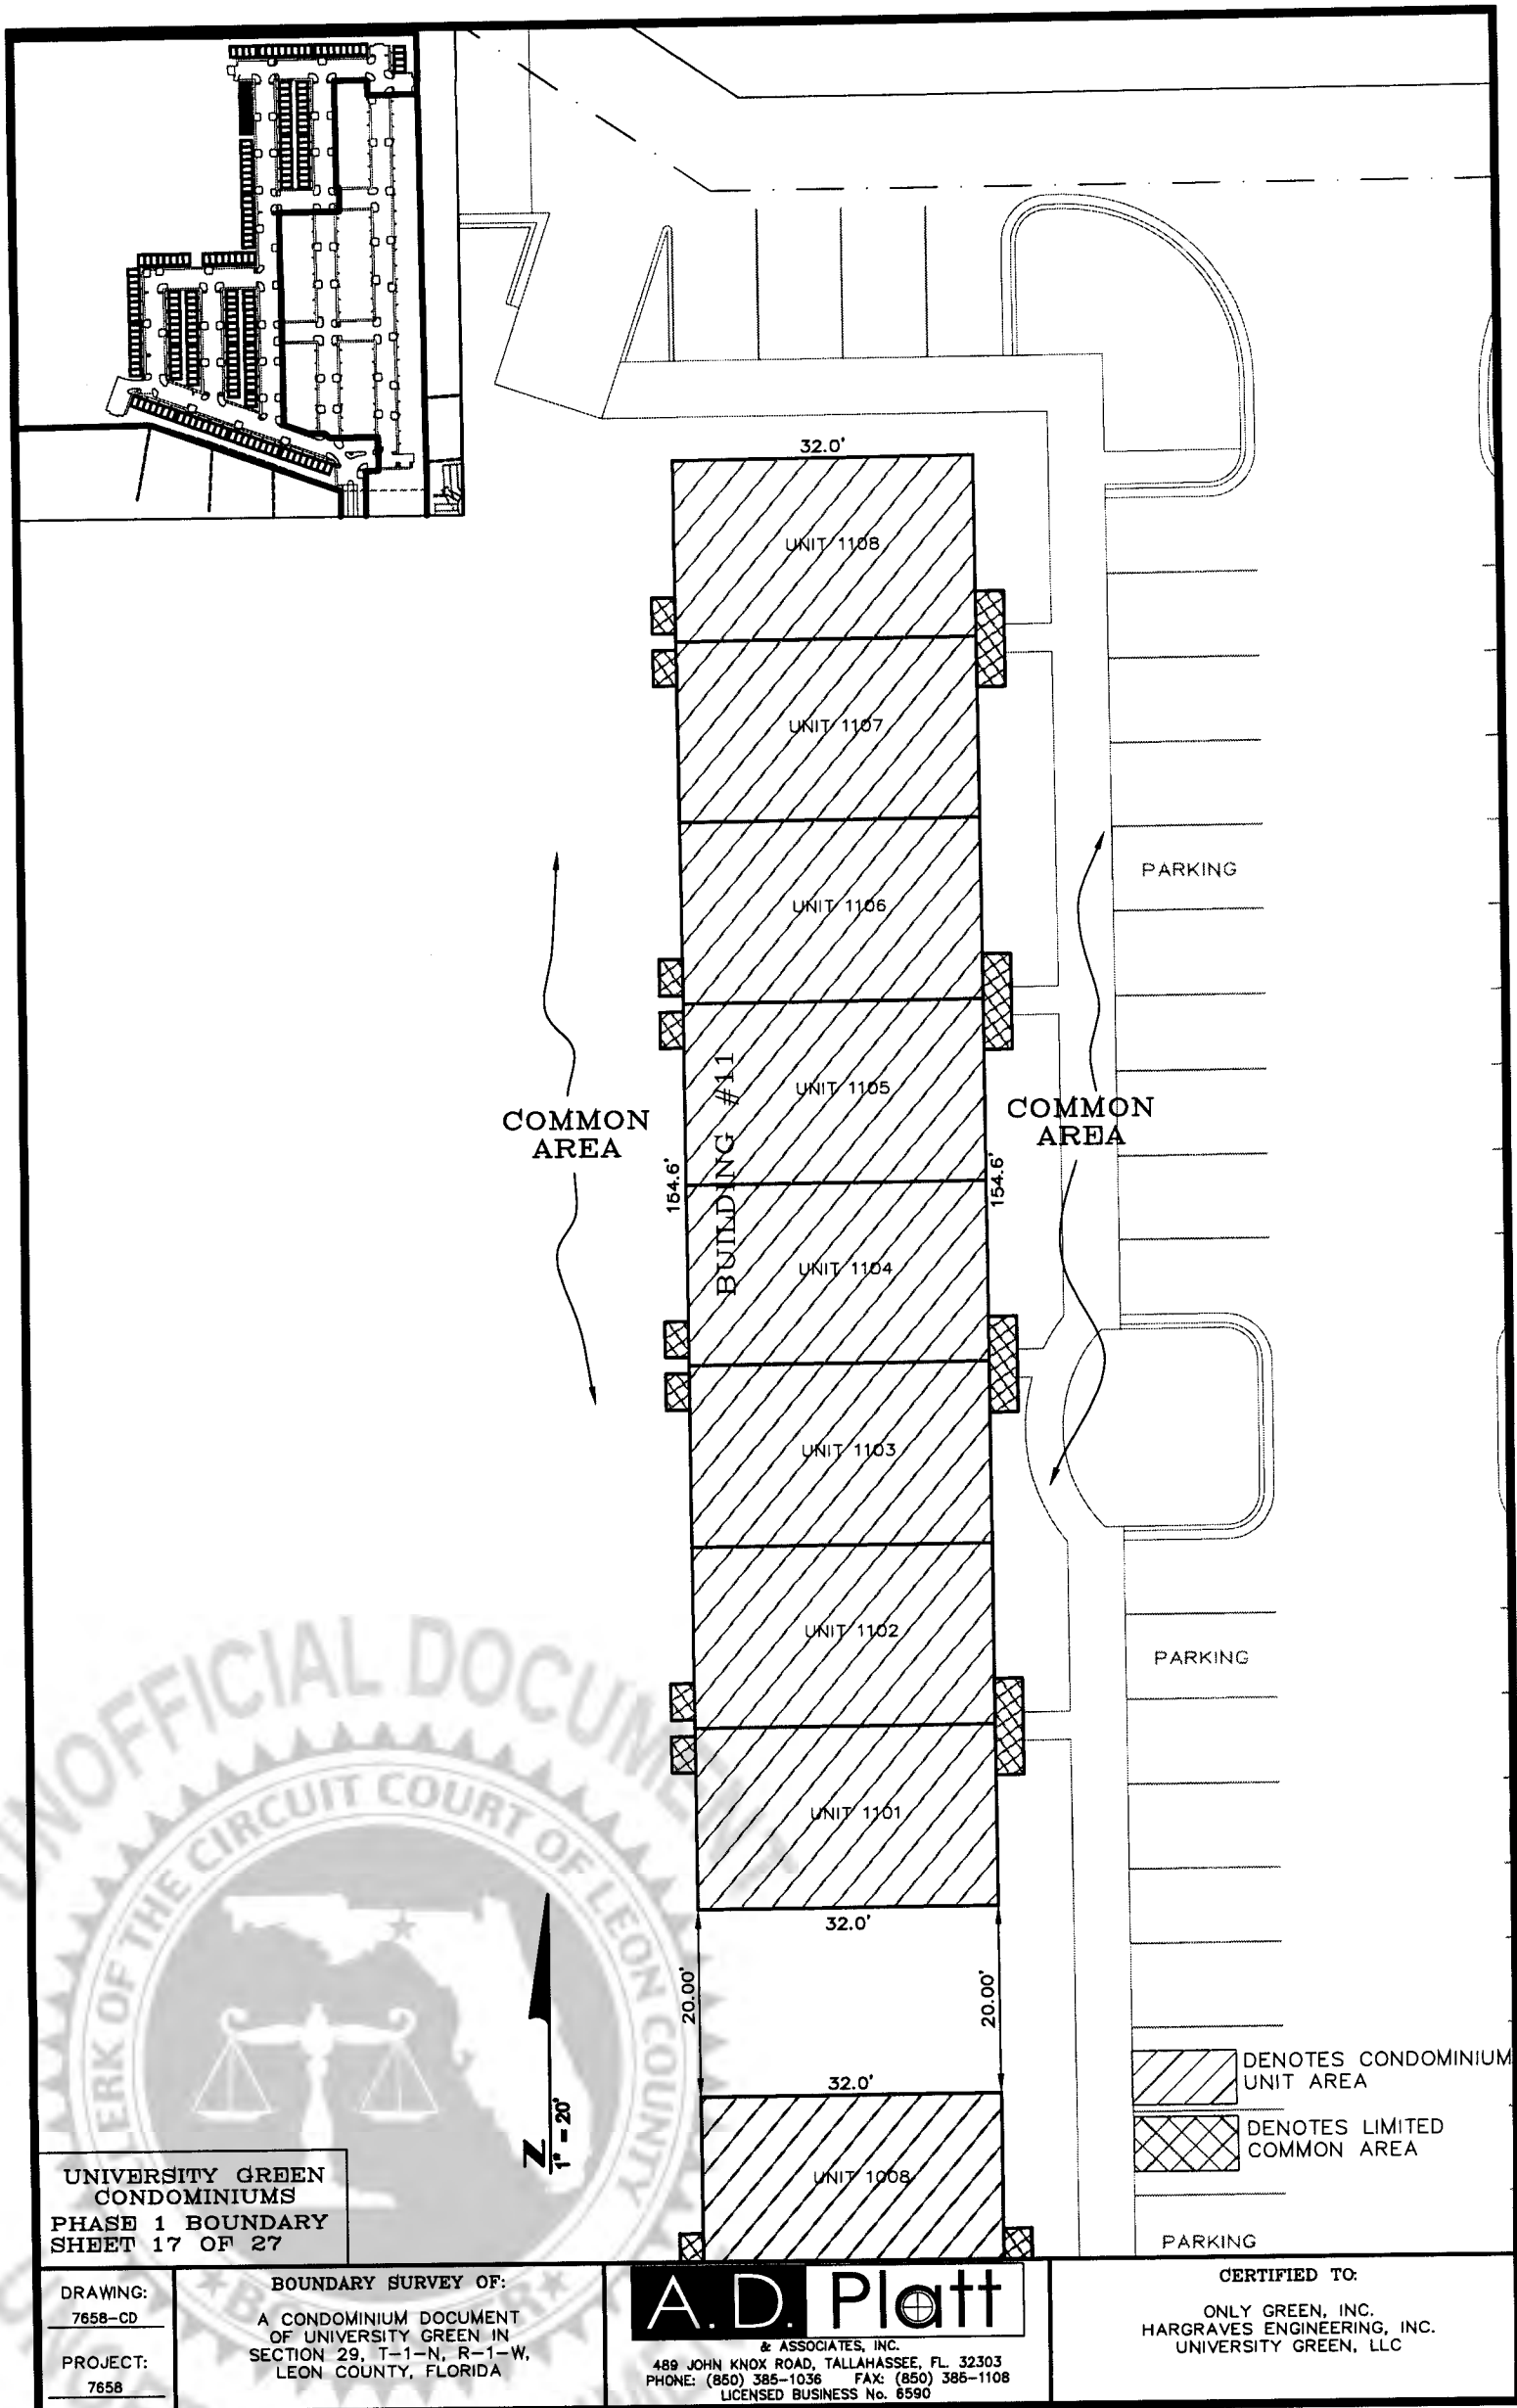 32.0'
UNIT 1108
UNIT 1107
UNIT 1106
PARKING
UNIT 1105
BUILDING #11
COMMON
AREA
COMMON
AREA
154.6'
154.6'
UNIT 1104
UNIT 1103
UNIT 1102
PARKING
UNIT 1101
32.0'
20.00'
20.00'
32.0'
UNIT 1008
N
1" = 20'
DENOTES CONDOMINIUM
UNIT AREA
DENOTES LIMITED
COMMON AREA
PARKING
UNOFFICIAL DOCUMENT
CLERK OF THE CIRCUIT COURT OF LEON COUNTY
UNIVERSITY GREEN
CONDOMINIUMS
PHASE 1 BOUNDARY
SHEET 17 OF 27
DRAWING:
7658-CD
PROJECT:
7658
BOUNDARY SURVEY OF:
A CONDOMINIUM DOCUMENT
OF UNIVERSITY GREEN IN
SECTION 29, T-1-N, R-1-W,
LEON COUNTY, FLORIDA
A.D. Platt
& ASSOCIATES, INC.
489 JOHN KNOX ROAD, TALLAHASSEE, FL. 32303
PHONE: (850) 385-1036 FAX: (850) 385-1108
LICENSED BUSINESS No. 6590
CERTIFIED TO:
ONLY GREEN, INC.
HARGRAVES ENGINEERING, INC.
UNIVERSITY GREEN, LLC